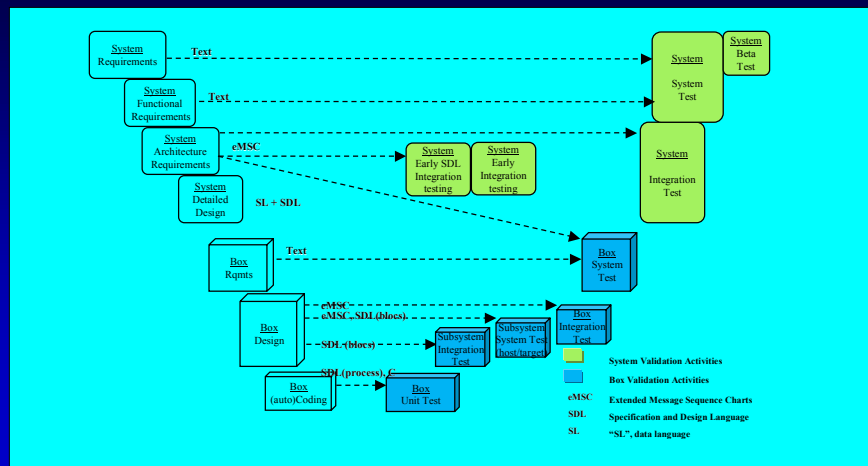 System
Requirements
Text
System
System
Test
System
Beta
Test
System
Functional
Requirements
Text
System
Architecture
Requirements
eMSC
System
Early SDL
Integration
testing
System
Early
Integration
testing
System
Integration
Test
System
Detailed
Design
SL + SDL
Box
Rqmts
Text
Box
System
Test
Box
Design
eMSC
eMSC, SDL(blocs)
SDL (blocs)
Subsystem
Integration
Test
Subsystem
System Test
(host/target)
Box
Integration
Test
Box
(auto)Coding
SDL(process), C
Box
Unit Test
System Validation Activities
Box Validation Activities
eMSC Extended Message Sequence Charts
SDL Specification and Design Language
SL “SL”, data language